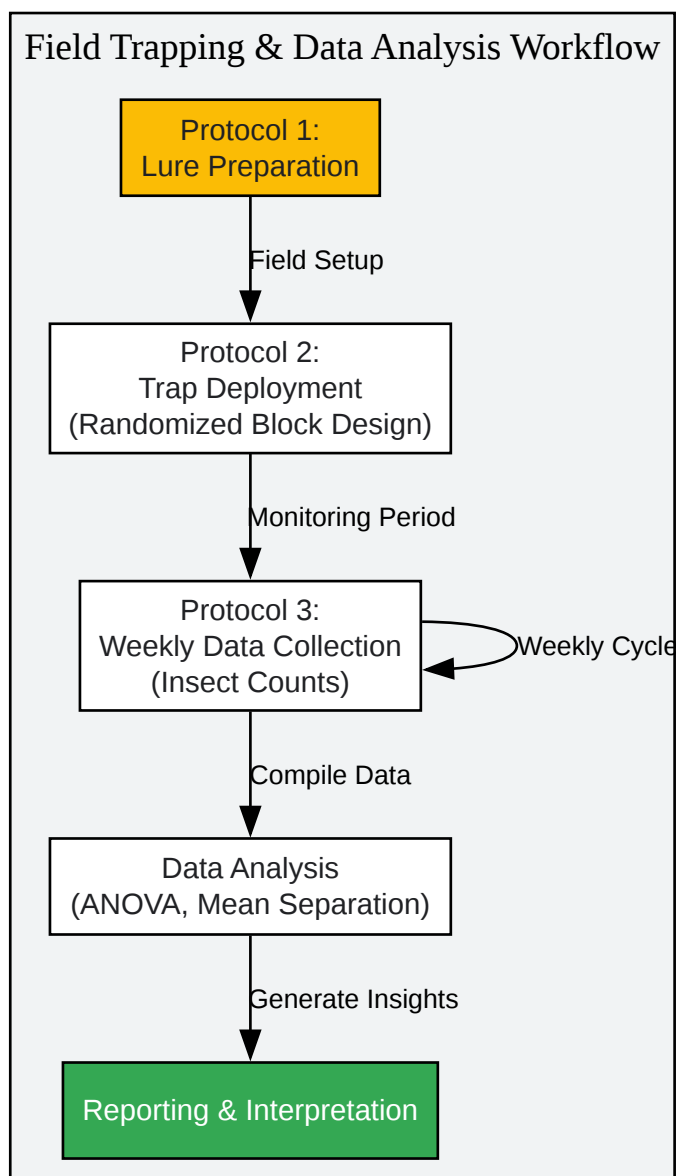 Field Trapping & Data Analysis Workflow
Protocol 1:
Lure Preparation
Field Setup
Protocol 2:
Trap Deployment
(Randomized Block Design)
Monitoring Period
Protocol 3:
Weekly Data Collection
(Insect Counts)
Weekly Cycle
Compile Data
Data Analysis
(ANOVA, Mean Separation)
Generate Insights
Reporting & Interpretation